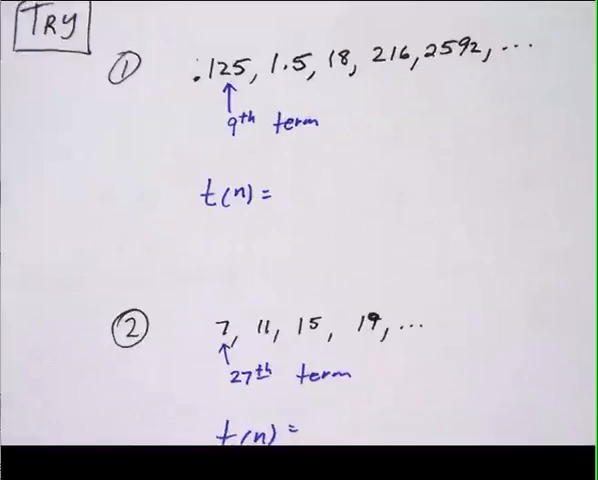 TRY
① .125, 1.5, 18, 216, 2592, ...
9th term
t(n) =
② 7, 11, 15, 19, ...
27th term
t(n) =